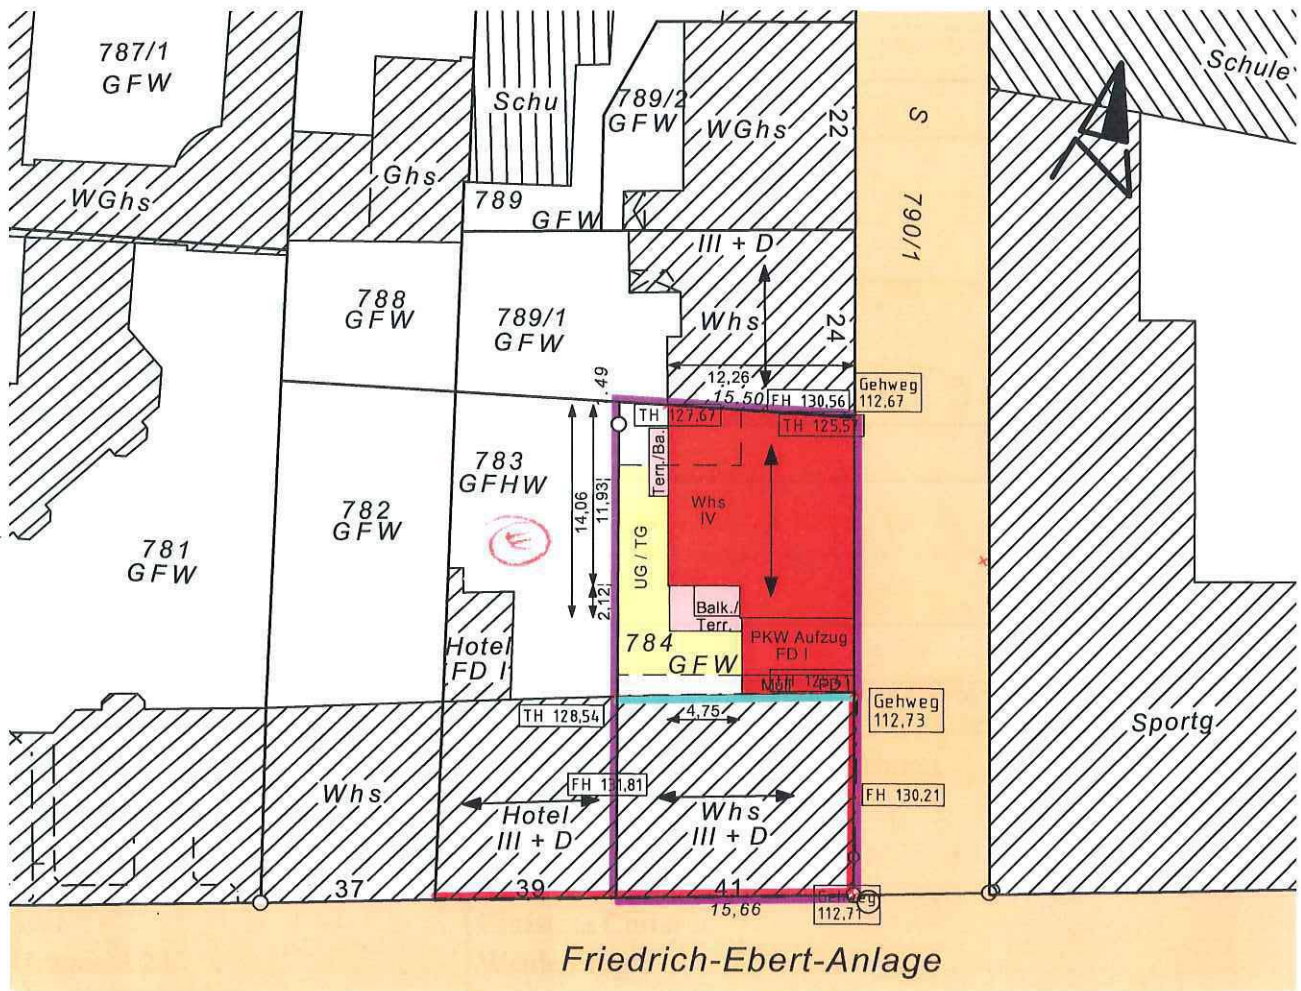 787/1
GFW
Schu
789/2
GFW
WGhs
22
S
790/1
Schule
WGhs
Ghs
789
GFW
III + D
788
GFW
789/1
GFW
Whs
24
12,26
15.50
FH 130,56
Gehweg
112,67
TH 127,67
TH 125,57
783
GFHW
782
GFW
781
GFW
14,06
11,93
2,12
Terr./Ba.
UG / TG
Whs
IV
Balk./
Terr.
784
GFW
PKW Aufzug
FD I
Müll
FD I
Hotel
FD I
TH 128,54
4,75
Gehweg
112,73
Sportg
Whs
FH 131,81
Hotel
III + D
Whs
III + D
FH 130,21
37
39
41
15,66
Gehweg
112,71
Friedrich-Ebert-Anlage